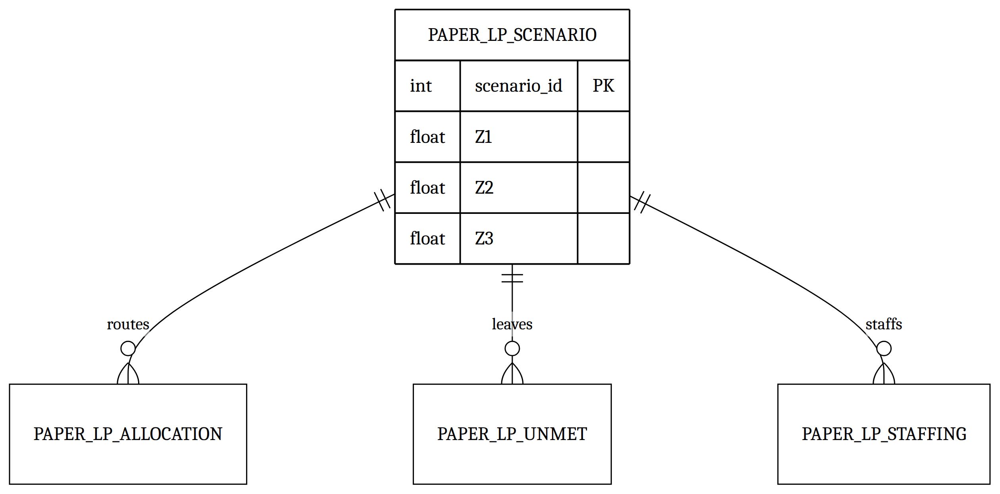 PAPER_LP_SCENARIO
int scenario_id PK
float Z1
float Z2
float Z3
routes leaves staffs
PAPER_LP_ALLOCATION PAPER_LP_UNMET PAPER_LP_STAFFING